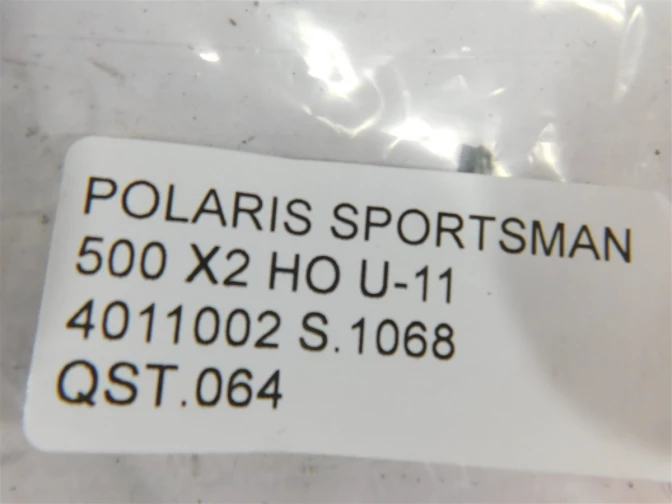 POLARIS SPORTSMAN
500 X2 HO U-11
4011002 S.1068
QST.064